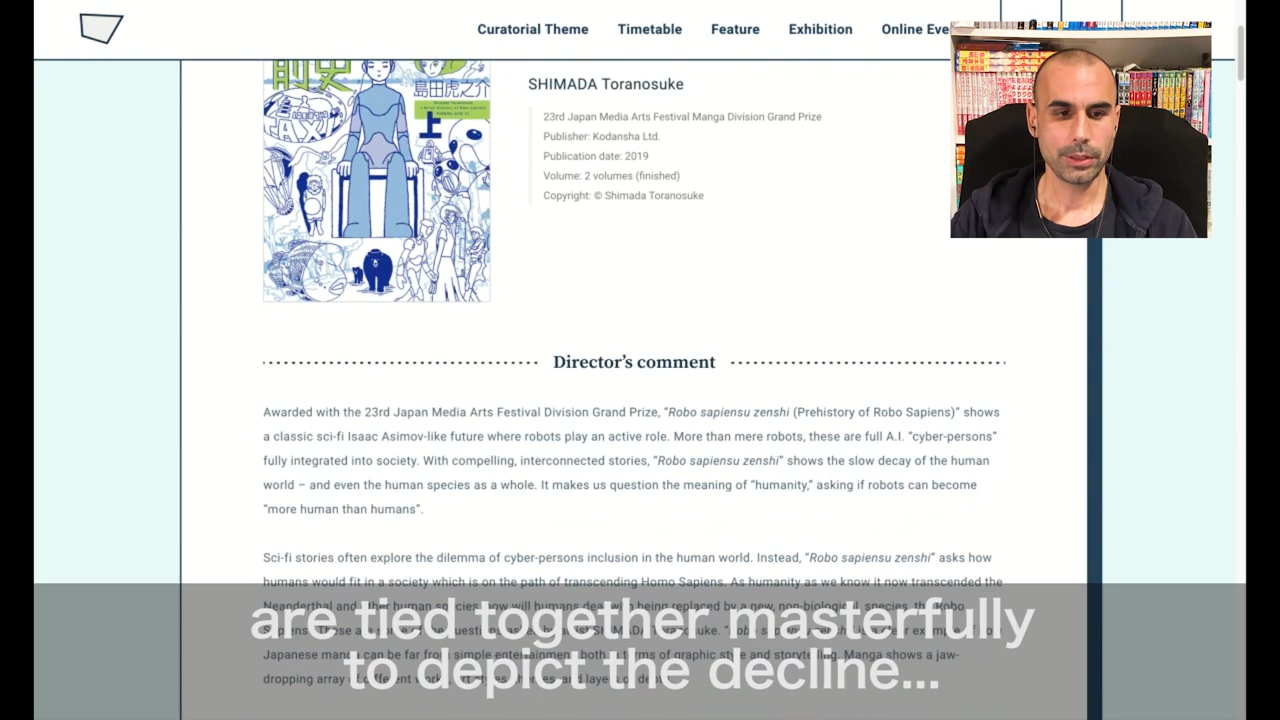 Curatorial Theme Timetable Feature Exhibition Online Eve
前史
島田虎之介
上
SHIMADA Toranosuke
23rd Japan Media Arts Festival Manga Division Grand Prize
Publisher: Kodansha Ltd.
Publication date: 2019
Volume: 2 volumes (finished)
Copyright: © Shimada Toranosuke
Director's comment
Awarded with the 23rd Japan Media Arts Festival Division Grand Prize, “Robo sapiensu zenshi (Prehistory of Robo Sapiens)” shows
a classic sci-fi Isaac Asimov-like future where robots play an active role. More than mere robots, these are full A.I. “cyber-persons”
fully integrated into society. With compelling, interconnected stories, “Robo sapiensu zenshi” shows the slow decay of the human
world – and even the human species as a whole. It makes us question the meaning of “humanity,” asking if robots can become
“more human than humans”.
Sci-fi stories often explore the dilemma of cyber-persons inclusion in the human world. Instead, “Robo sapiensu zenshi” asks how
humans would fit in a society which is on the path of transcending Homo Sapiens. As humanity as we know it now transcended the
are tied together masterfully
to depict the decline...